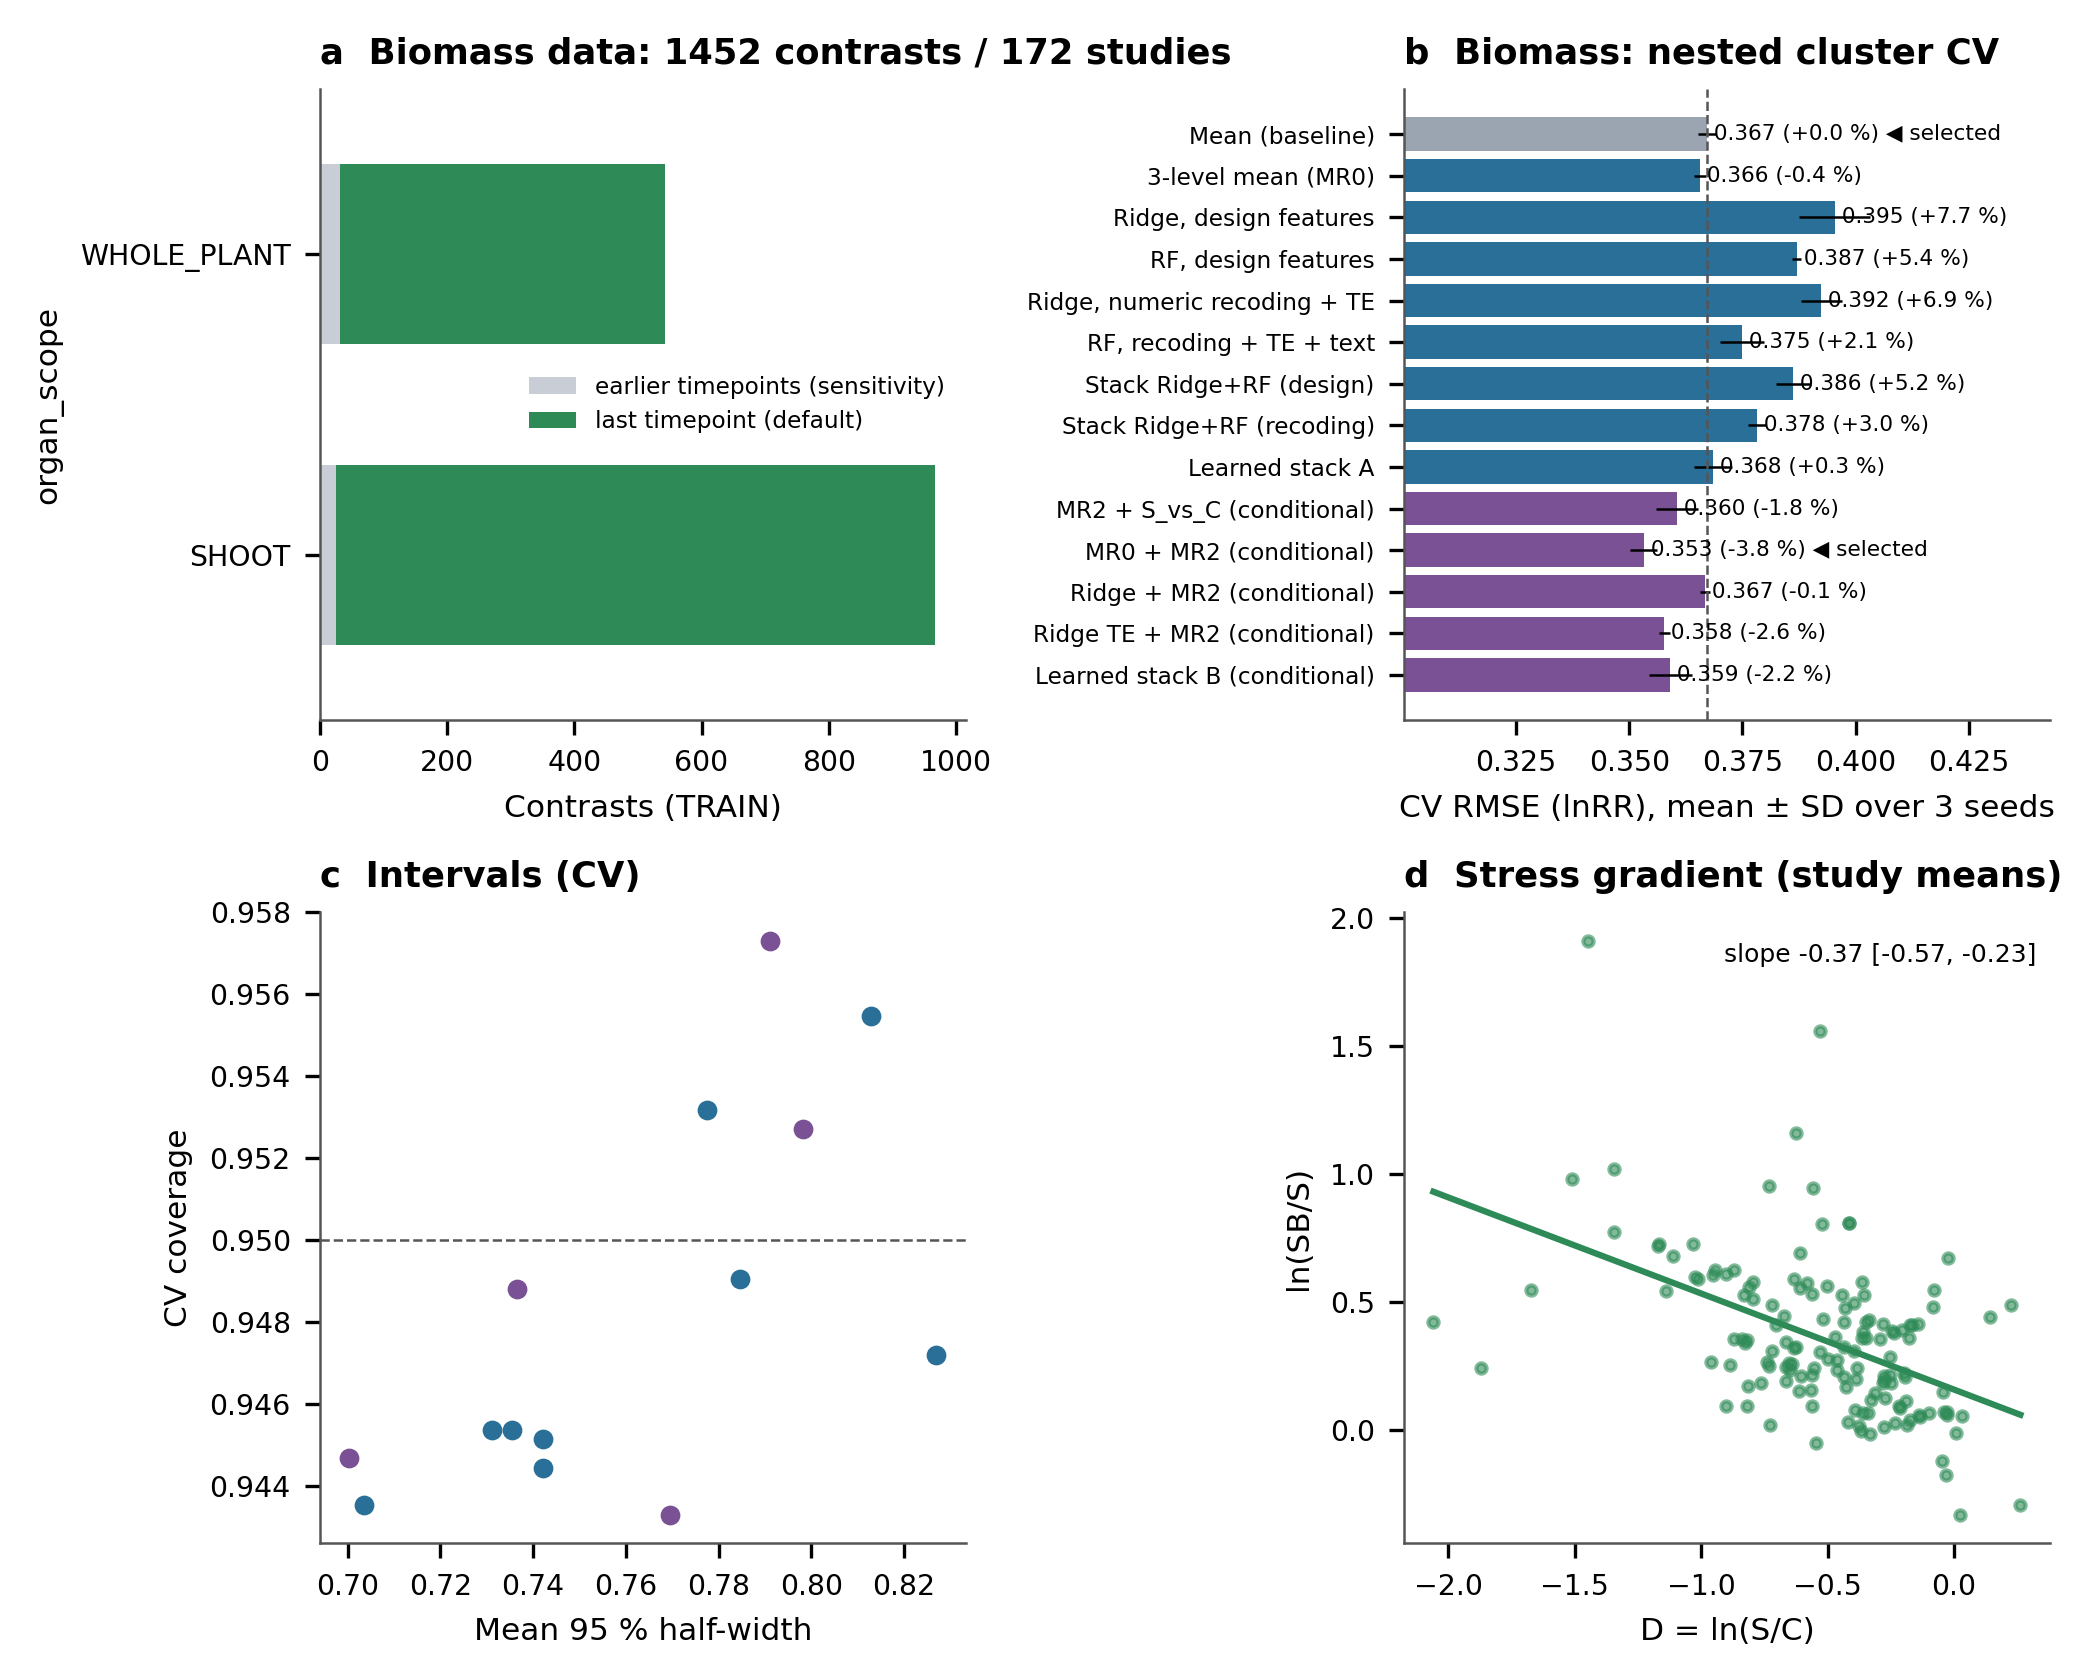 a Biomass data: 1452 contrasts / 172 studies
organ_scope
WHOLE_PLANT
SHOOT
earlier timepoints (sensitivity)
last timepoint (default)
0 200 400 600 800 1000
Contrasts (TRAIN)
b Biomass: nested cluster CV
Mean (baseline) 0.367 (+0.0 %) ◄ selected
3-level mean (MR0) 0.366 (-0.4 %)
Ridge, design features 0.395 (+7.7 %)
RF, design features 0.387 (+5.4 %)
Ridge, numeric recoding + TE 0.392 (+6.9 %)
RF, recoding + TE + text 0.375 (+2.1 %)
Stack Ridge+RF (design) 0.386 (+5.2 %)
Stack Ridge+RF (recoding) 0.378 (+3.0 %)
Learned stack A 0.368 (+0.3 %)
MR2 + S_vs_C (conditional) 0.360 (-1.8 %)
MR0 + MR2 (conditional) 0.353 (-3.8 %) ◄ selected
Ridge + MR2 (conditional) 0.367 (-0.1 %)
Ridge TE + MR2 (conditional) 0.358 (-2.6 %)
Learned stack B (conditional) 0.359 (-2.2 %)
0.325 0.350 0.375 0.400 0.425
CV RMSE (lnRR), mean ± SD over 3 seeds
c Intervals (CV)
CV coverage
0.958
0.956
0.954
0.952
0.950
0.948
0.946
0.944
0.70 0.72 0.74 0.76 0.78 0.80 0.82
Mean 95 % half-width
d Stress gradient (study means)
slope -0.37 [-0.57, -0.23]
ln(SB/S)
2.0
1.5
1.0
0.5
0.0
−2.0 −1.5 −1.0 −0.5 0.0
D = ln(S/C)